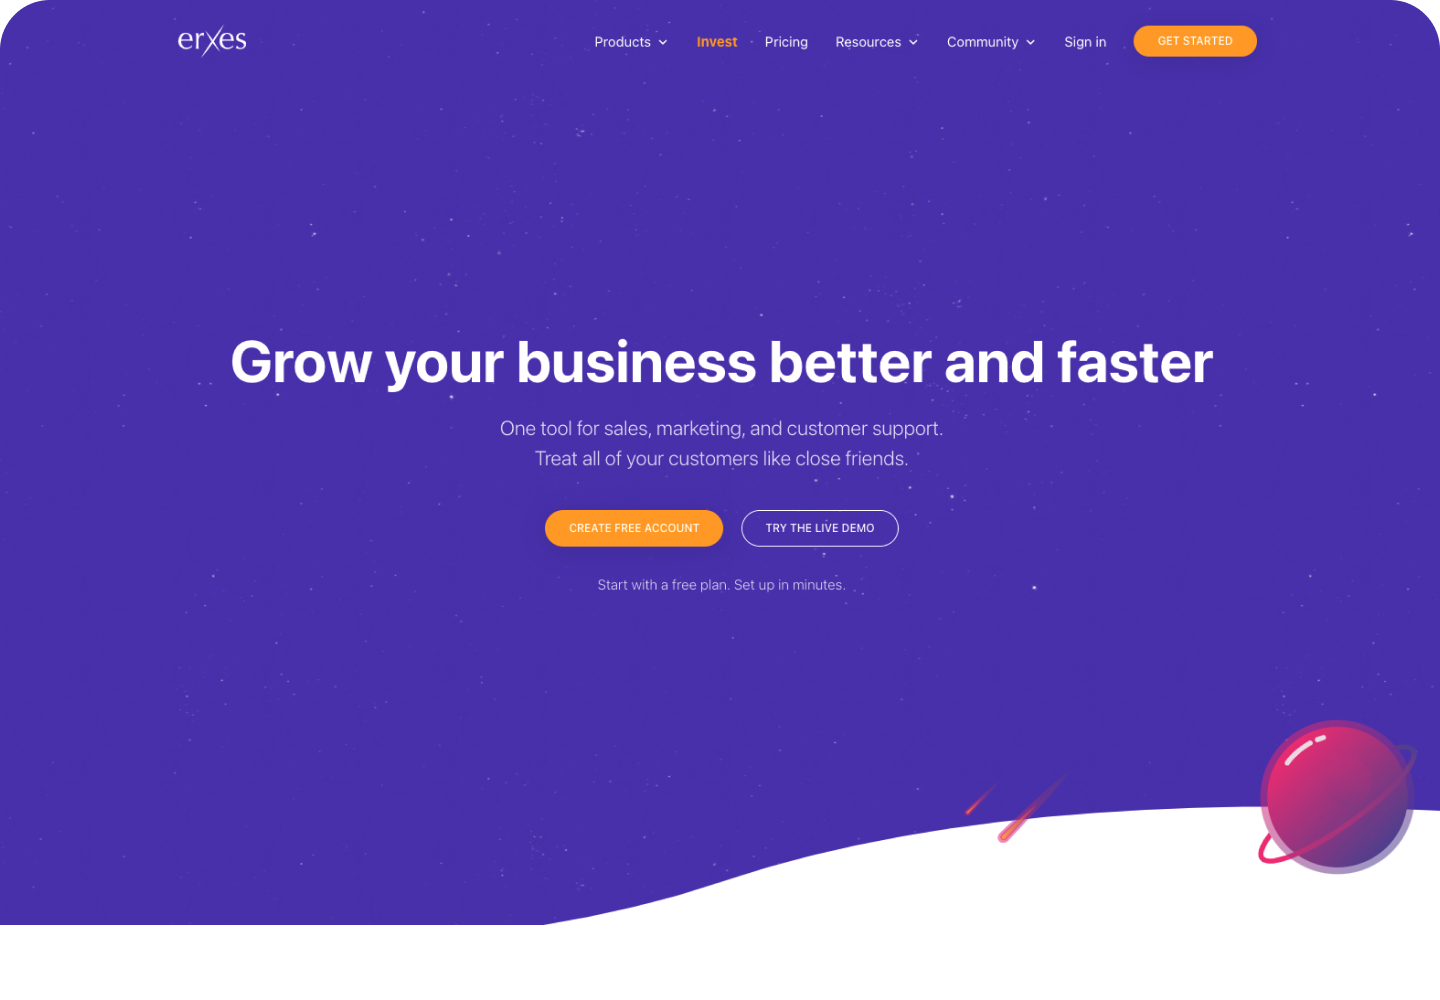 erxes
Products Invest Pricing Resources Community Sign in GET STARTED
Grow your business better and faster
One tool for sales, marketing, and customer support.
Treat all of your customers like close friends.
CREATE FREE ACCOUNT TRY THE LIVE DEMO
Start with a free plan. Set up in minutes.